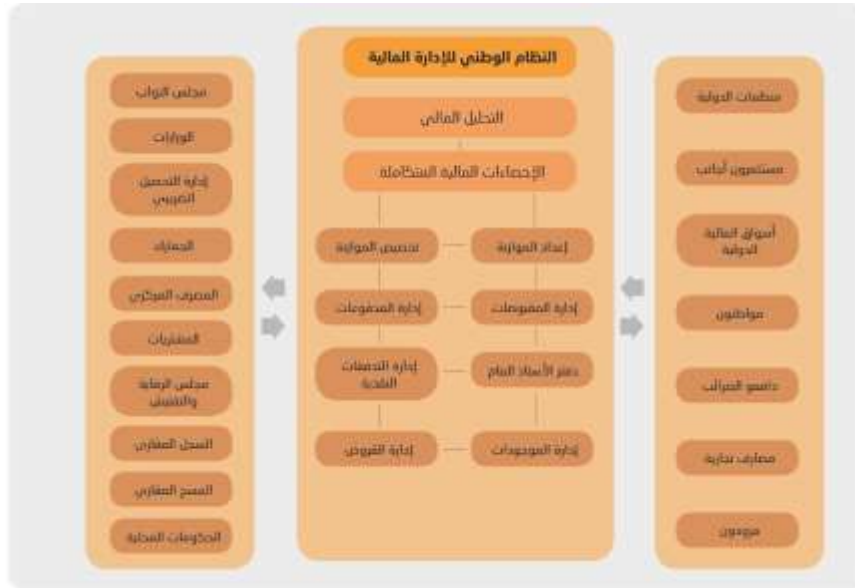 النظام الوطني للإدارة المالية
التحليل المالي
الإحصاءات المالية المتكاملة
إعداد الموازنة
تخصيص الموازنة
إدارة المقبوضات
إدارة المدفوعات
دفتر الأستاذ العام
إدارة التدفقات
النقدية
إدارة الموجودات
إدارة القروض
منظمات الدولية
مستثمرون أجانب
أسواق المالية
الدولية
مواطنون
دافعو الضرائب
مصارف تجارية
مزودون
مجلس النواب
الوزارات
إدارة التحصيل
الضريبي
الجمارك
المصرف المركزي
المشتريات
مجلس الرقابة
والتفتيش
السجل العقاري
المسح العقاري
الحكومات المحلية